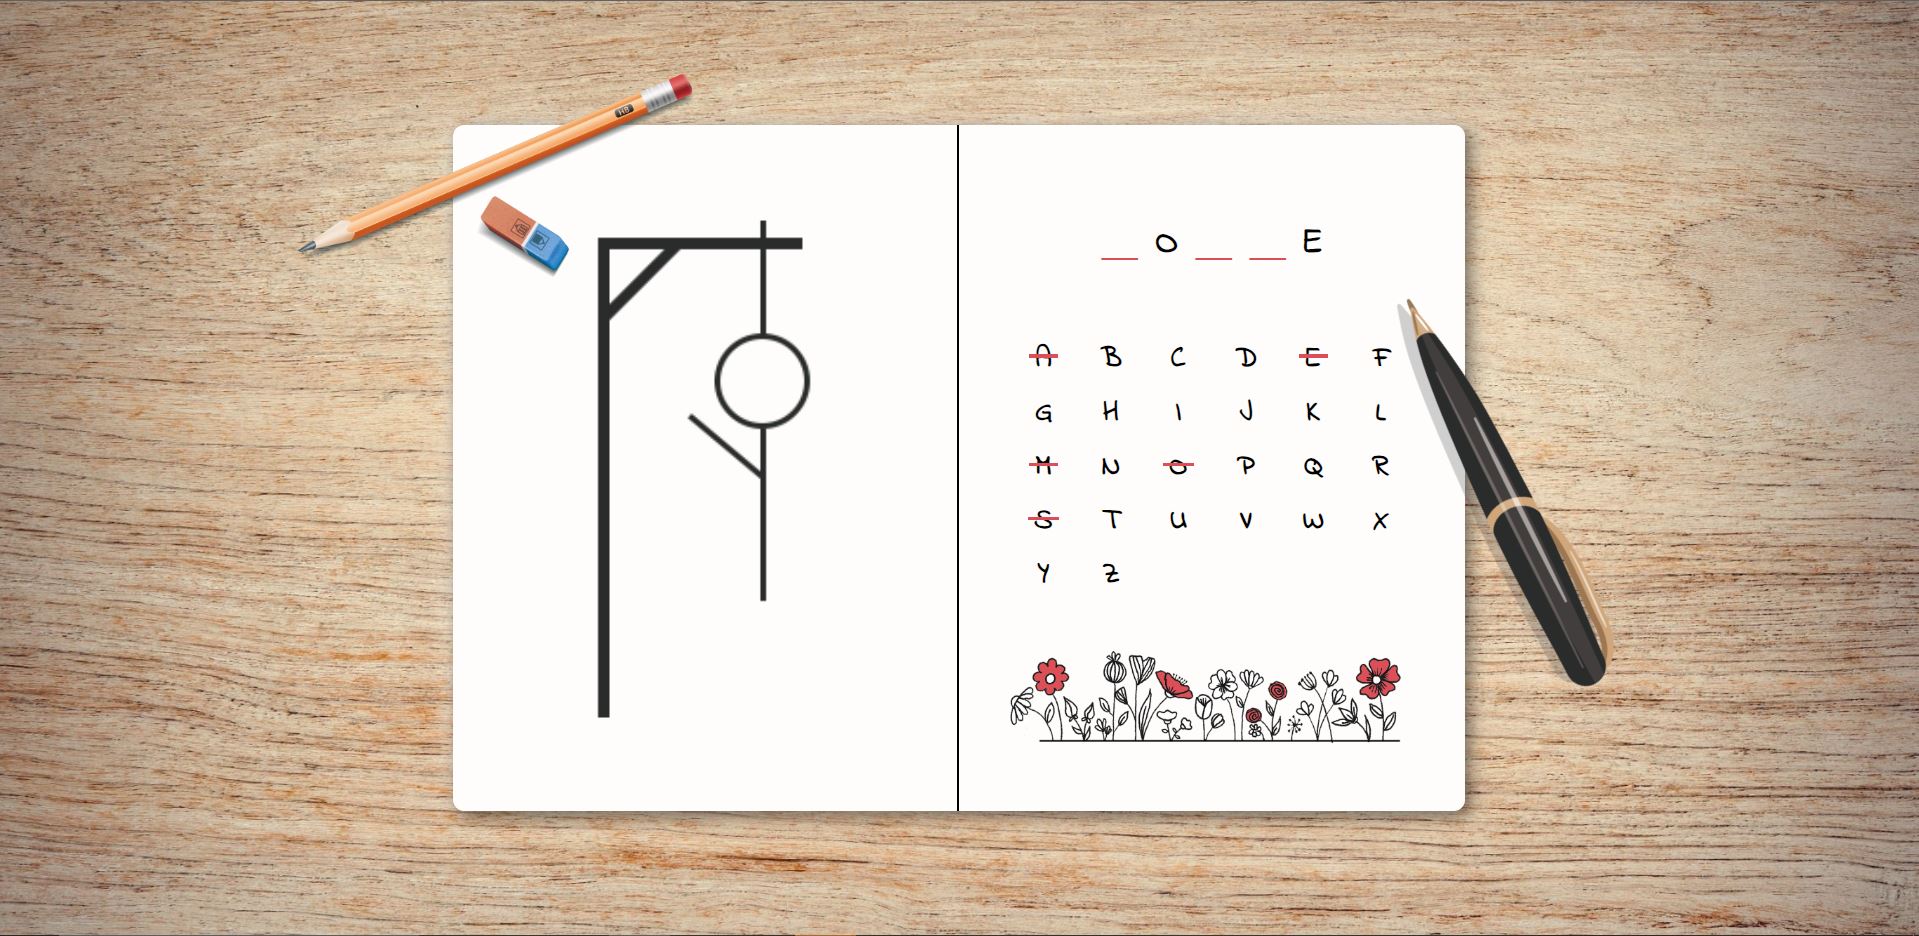 HB
_ O _ _ E
A B C D E F
G H I J K L
M N O P Q R
S T U V W X
Y Z